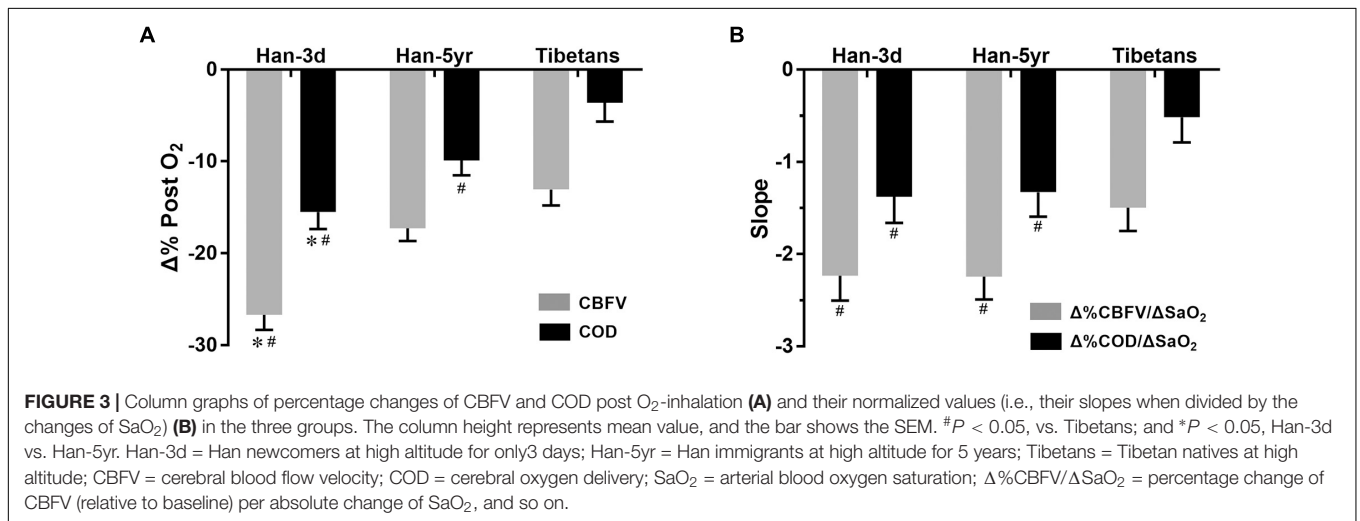 A
Han-3d Han-5yr Tibetans
0
-10
-20
-30
Δ% Post O₂
*#
*#
#
CBFV
COD
B
Han-3d Han-5yr Tibetans
0
-1
-2
-3
Slope
#
#
#
#
Δ%CBFV/ΔSaO₂
Δ%COD/ΔSaO₂
FIGURE 3 | Column graphs of percentage changes of CBFV and COD post O₂-inhalation (A) and their normalized values (i.e., their slopes when divided by the
changes of SaO₂) (B) in the three groups. The column height represents mean value, and the bar shows the SEM. #P < 0.05, vs. Tibetans; and *P < 0.05, Han-3d
vs. Han-5yr. Han-3d = Han newcomers at high altitude for only3 days; Han-5yr = Han immigrants at high altitude for 5 years; Tibetans = Tibetan natives at high
altitude; CBFV = cerebral blood flow velocity; COD = cerebral oxygen delivery; SaO₂ = arterial blood oxygen saturation; Δ%CBFV/ΔSaO₂ = percentage change of
CBFV (relative to baseline) per absolute change of SaO₂, and so on.